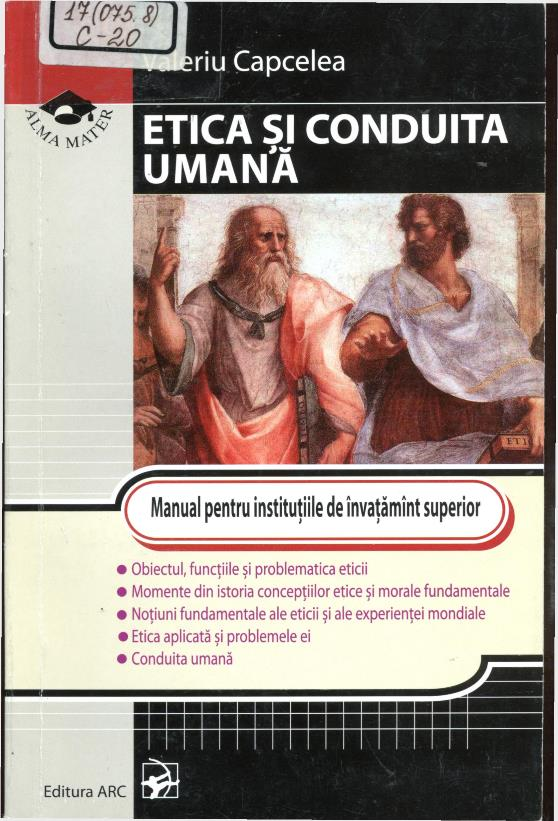 17(075.8)
C-20
Valeriu Capcelea
ALMA MATER
ETICA ȘI CONDUITA
UMANĂ
ETI
Manual pentru instituțiile de învățămînt superior
• Obiectul, funcțiile și problematica eticii
• Momente din istoria concepțiilor etice și morale fundamentale
• Noțiuni fundamentale ale eticii și ale experienței mondiale
• Etica aplicată și problemele ei
• Conduita umană
Editura ARC